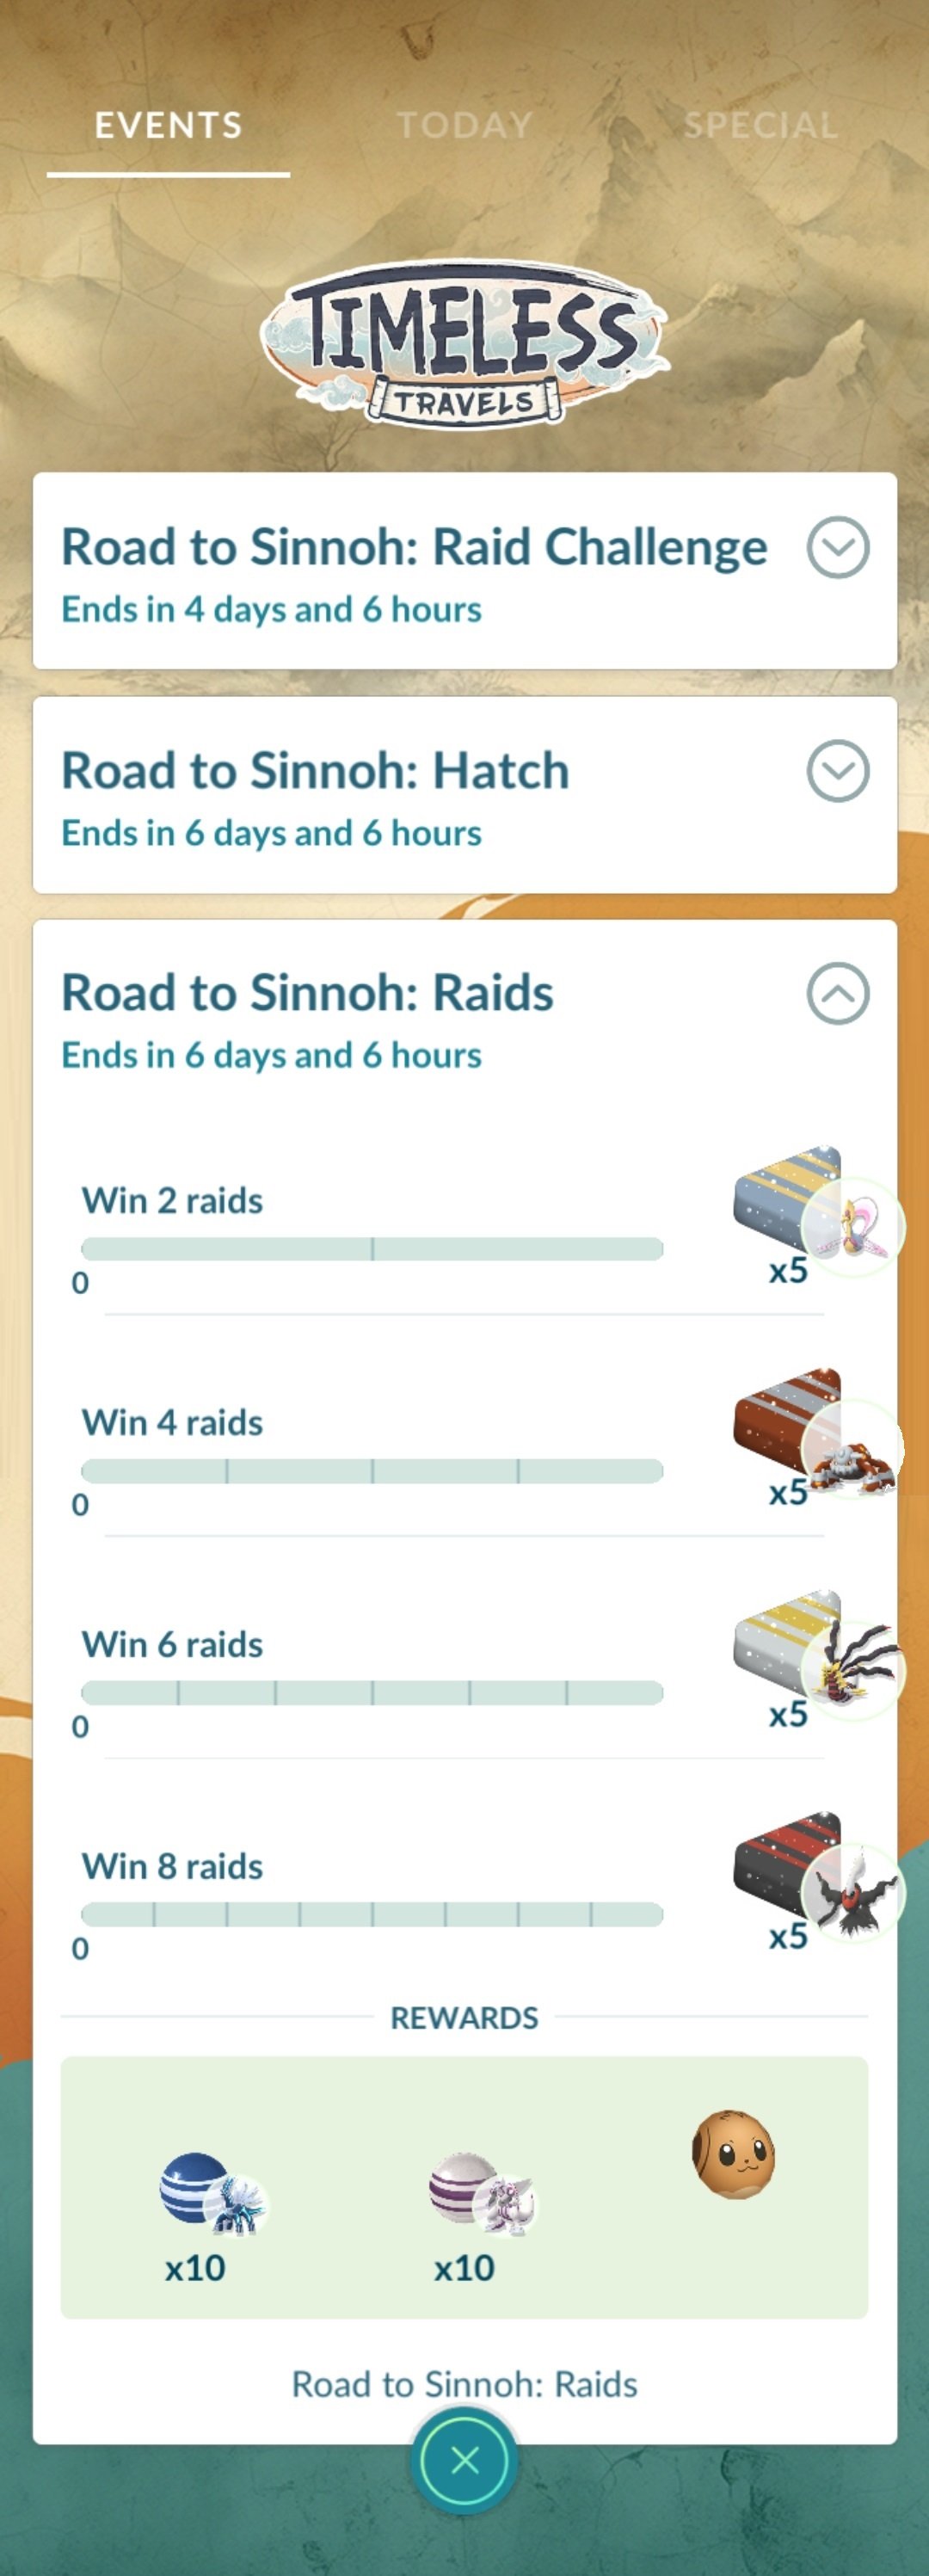 EVENTS
TODAY
SPECIAL
TIMELESS
TRAVELS
Road to Sinnoh: Raid Challenge
Ends in 4 days and 6 hours
Road to Sinnoh: Hatch
Ends in 6 days and 6 hours
Road to Sinnoh: Raids
Ends in 6 days and 6 hours
Win 2 raids
x5
0
Win 4 raids
x5
0
Win 6 raids
x5
0
Win 8 raids
x5
0
REWARDS
x10
x10
Road to Sinnoh: Raids